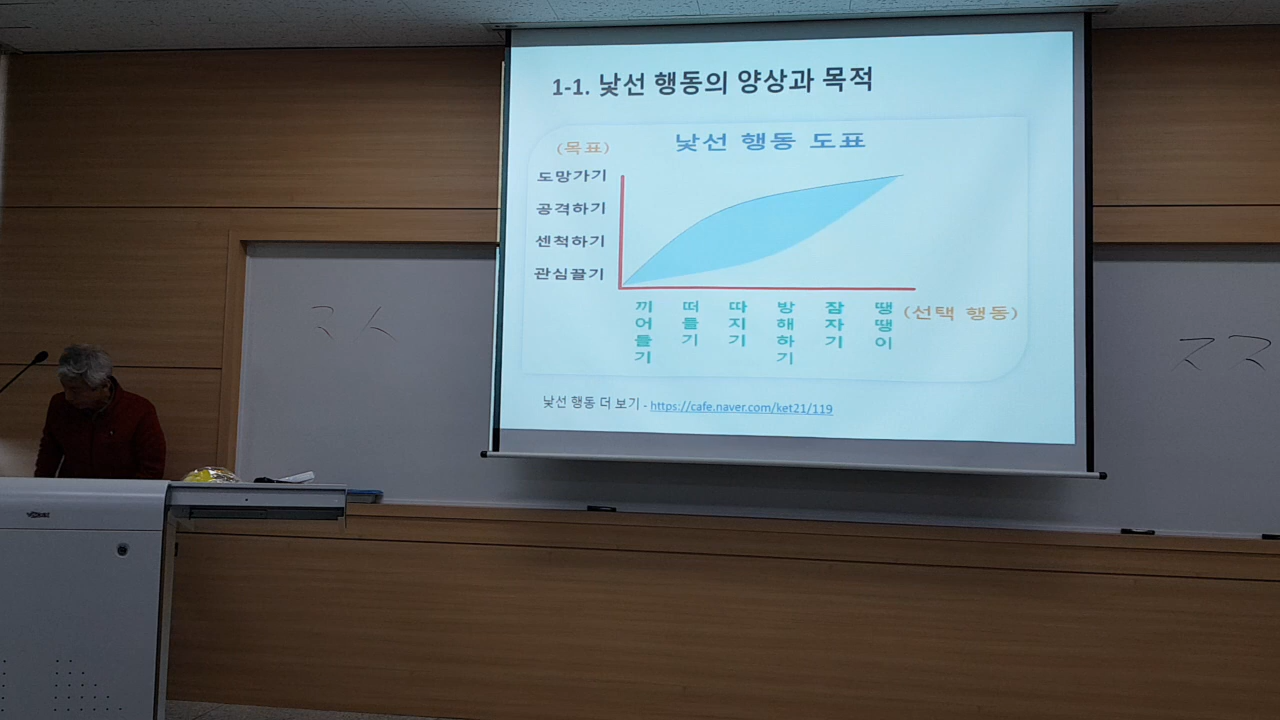 1-1. 낯선 행동의 양상과 목적
낯선 행동 도표
(목표)
도망가기
공격하기
센척하기
관심끌기
끼어들기
떠들기
따지기
방해하기
잠자기
땡땡이
(선택 행동)
낯선 행동 더 보기 - https://cafe.naver.com/ket21/119